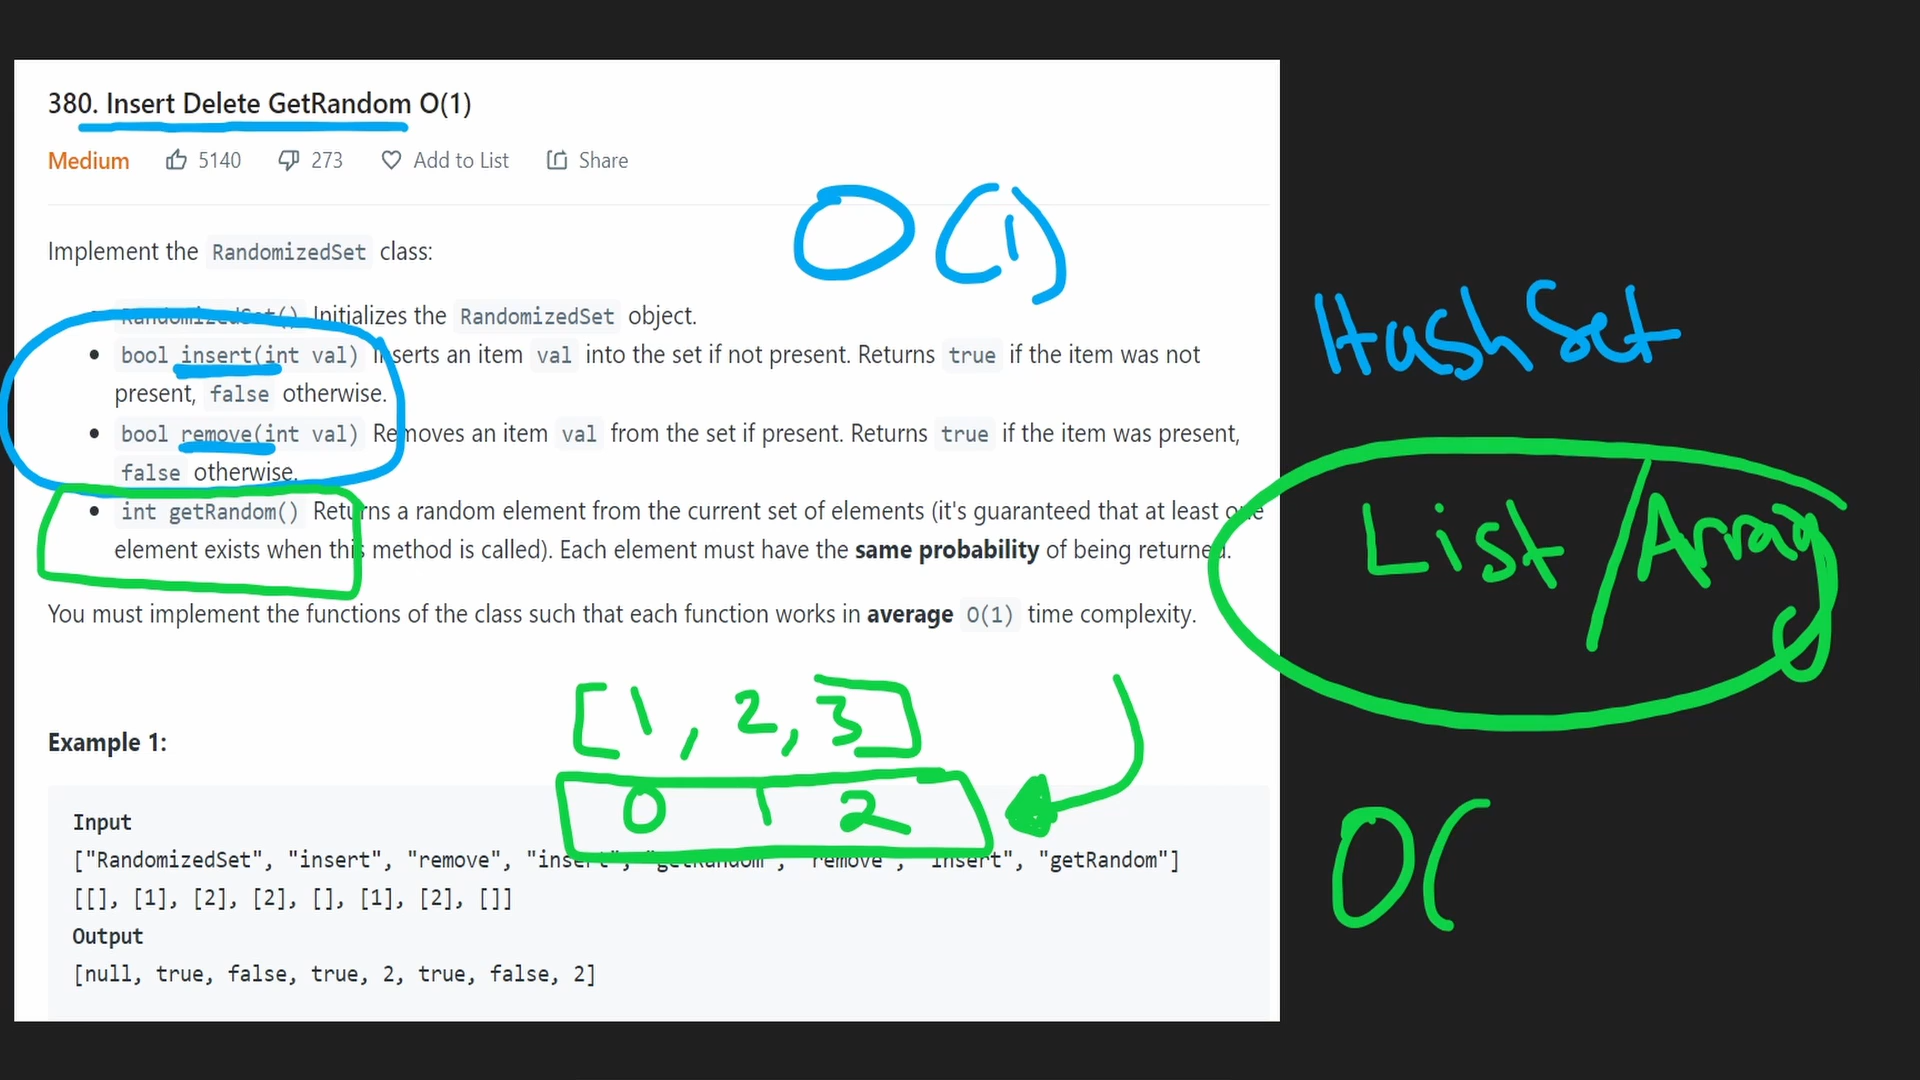 380. Insert Delete GetRandom O(1)
Medium 5140 273 Add to List Share
O(1)
Implement the RandomizedSet class:
RandomizedSet() Initializes the RandomizedSet object.
• bool insert(int val) Inserts an item val into the set if not present. Returns true if the item was not
present, false otherwise.
• bool remove(int val) Removes an item val from the set if present. Returns true if the item was present,
false otherwise.
• int getRandom() Returns a random element from the current set of elements (it's guaranteed that at least one
element exists when this method is called). Each element must have the same probability of being returned.
You must implement the functions of the class such that each function works in average O(1) time complexity.
HashSet
List/Array
[1, 2, 3]
0 1 2
O(
Example 1:
Input
["RandomizedSet", "insert", "remove", "insert", "getRandom", "remove", "insert", "getRandom"]
[[], [1], [2], [2], [], [1], [2], []]
Output
[null, true, false, true, 2, true, false, 2]